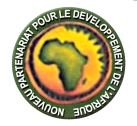 NOUVEAU PARTENARIAT POUR LE DEVELOPPEMENT DE L'AFRIQUE